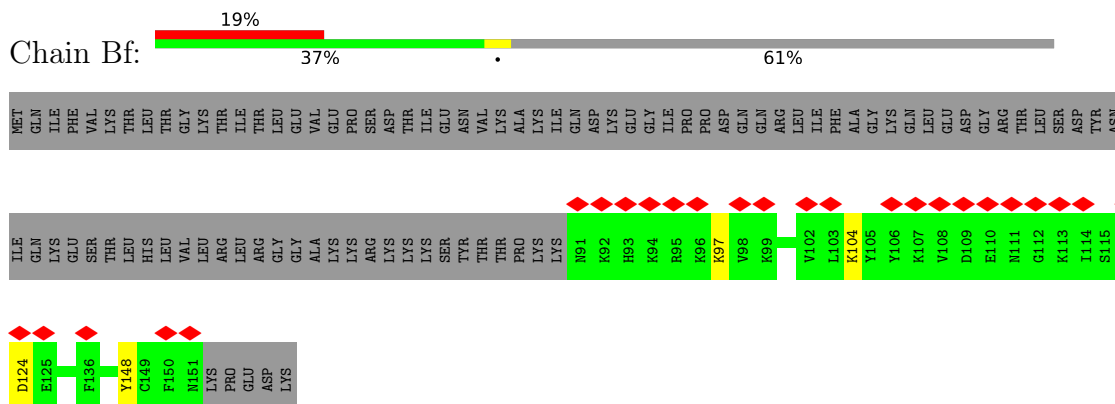 19%
Chain Bf:
37% • 61%
MET GLN ILE PHE VAL LYS THR LEU THR GLY LYS THR ILE THR LEU GLU VAL GLU PRO SER ASP THR ILE GLU ASN VAL LYS ALA LYS ILE GLN ASP LYS GLU GLY ILE PRO PRO ASP GLN GLN ARG LEU ILE PHE ALA GLY LYS GLN LEU GLU ASP GLY ARG THR LEU SER ASP TYR ASN
ILE GLN LYS GLU SER THR LEU HIS LEU VAL LEU ARG LEU ARG GLY GLY ALA LYS LYS ARG LYS LYS LYS SER TYR THR THR PRO LYS LYS N91 K92 H93 K94 R95 K96 K97 V98 K99 V102 L103 K104 Y105 Y106 K107 V108 D109 E110 N111 G112 K113 I114 S115
D124 E125 F136 Y148 C149 F150 N151 LYS PRO GLU ASP LYS